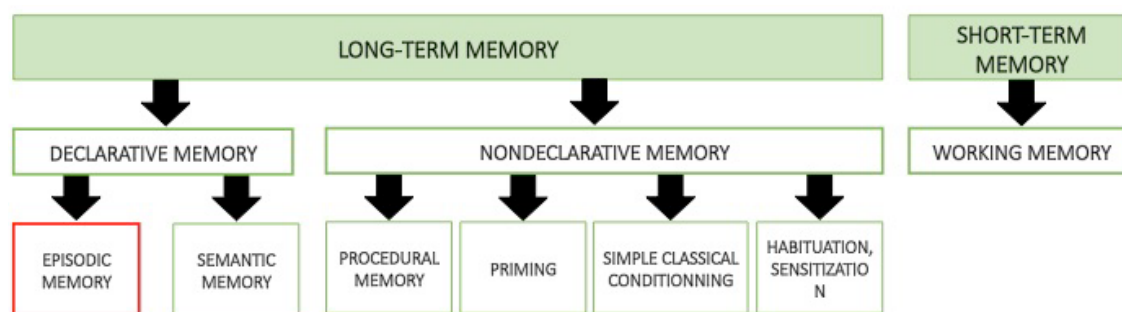 LONG-TERM MEMORY
SHORT-TERM
MEMORY
DECLARATIVE MEMORY
NONDECLARATIVE MEMORY
WORKING MEMORY
EPISODIC
MEMORY
SEMANTIC
MEMORY
PROCEDURAL
MEMORY
PRIMING
SIMPLE CLASSICAL
CONDITIONNING
HABITUATION,
SENSITIZATIO
N